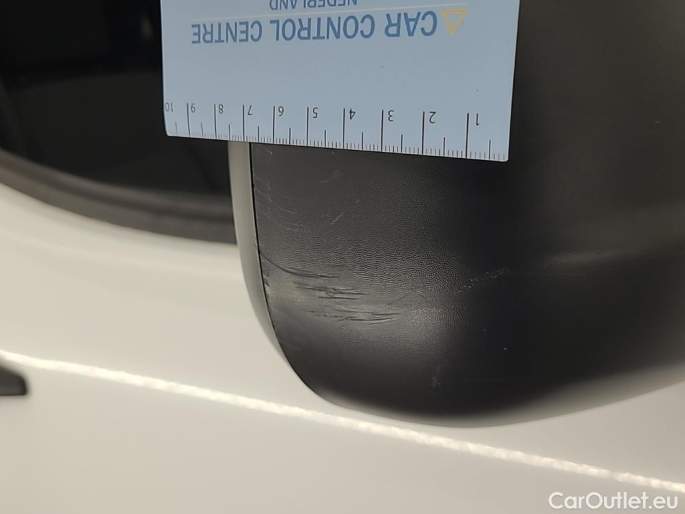 CAR CONTROL CENTRE
NEDERLAND
1 2 3 4 5 6 7 8 9 10
CarOutlet.eu